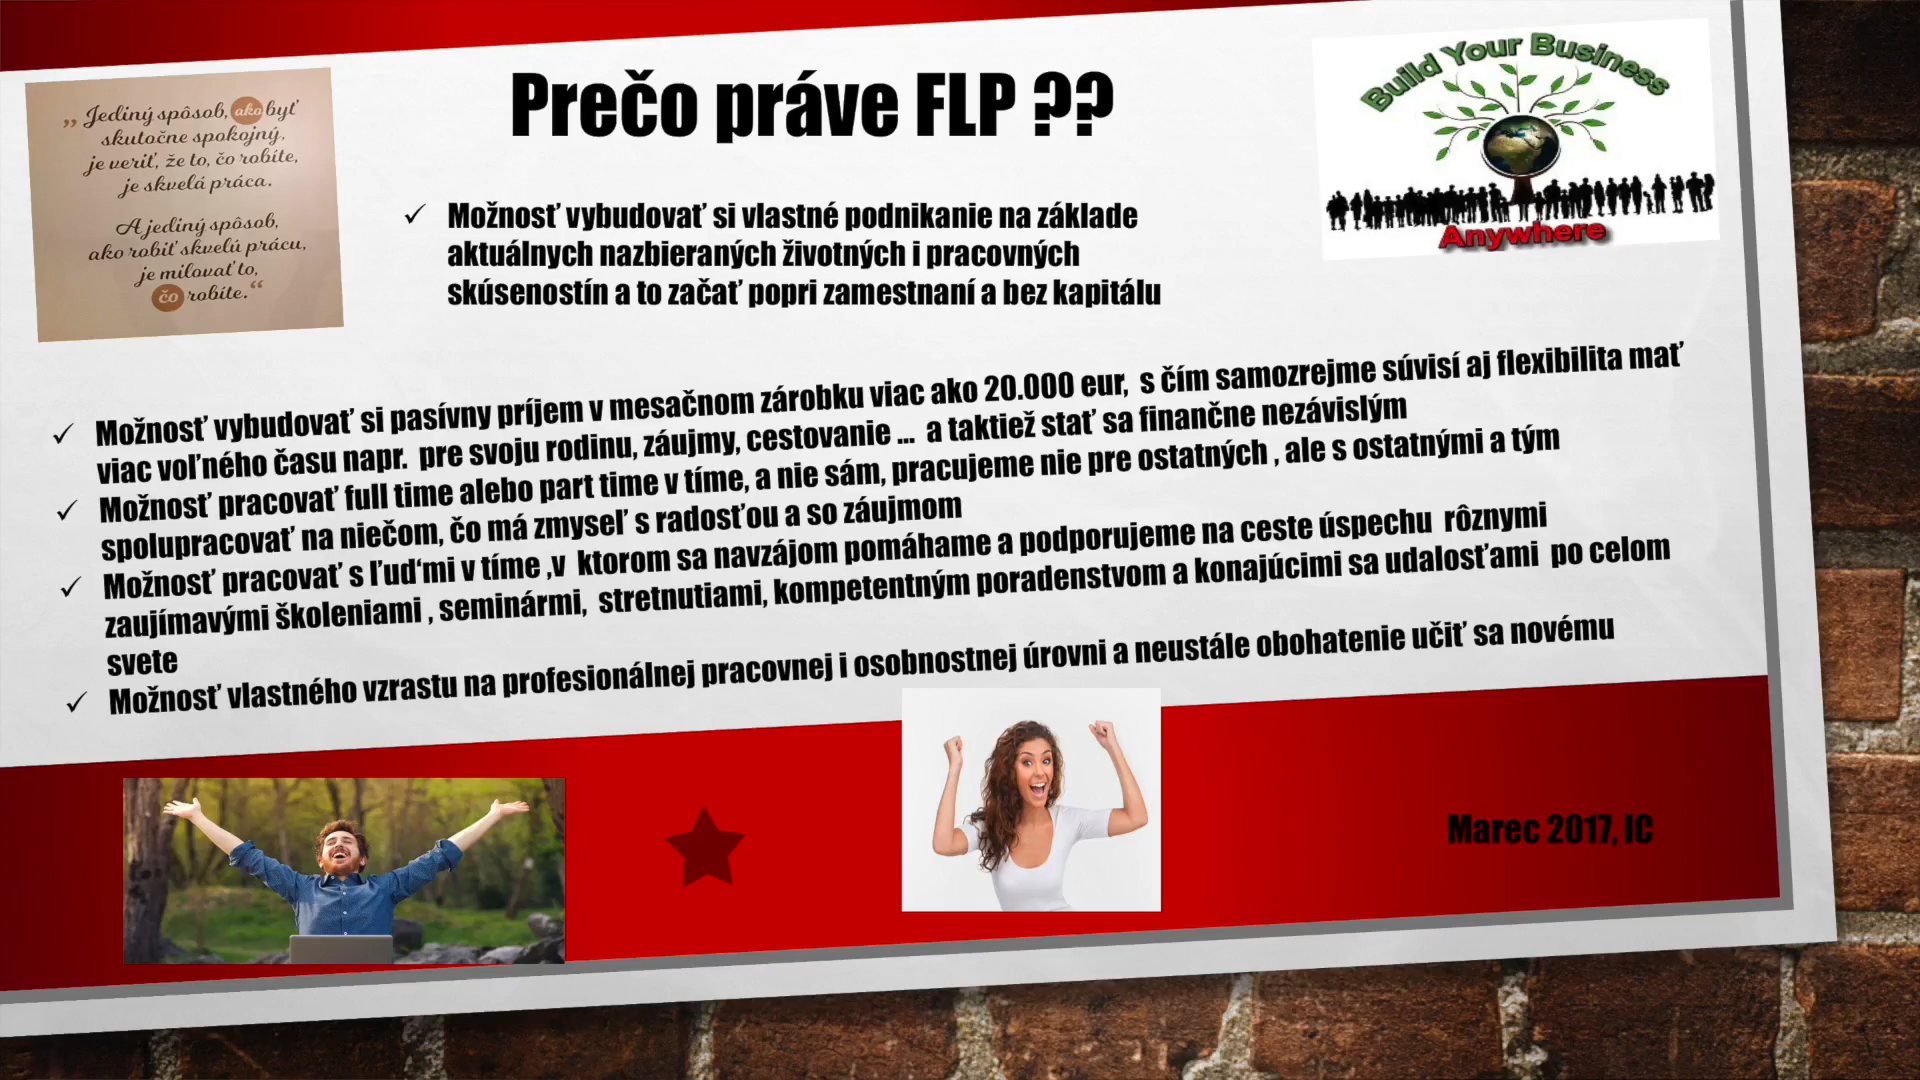 „Jediný spôsob, ako byť
skutočne spokojný,
je veriť, že to, čo robíte,
je skvelá práca.
A jediný spôsob,
ako robiť skvelú prácu,
je milovať to,
čo robíte.“
Prečo práve FLP ??
Build Your Business
Anywhere
✓ Možnosť vybudovať si vlastné podnikanie na základe
aktuálnych nazbieraných životných i pracovných
skúsenostín a to začať popri zamestnaní a bez kapitálu
✓ Možnosť vybudovať si pasívny príjem v mesačnom zárobku viac ako 20.000 eur, s čím samozrejme súvisí aj flexibilita mať
viac voľného času napr. pre svoju rodinu, záujmy, cestovanie ... a taktiež stať sa finančne nezávislým
✓ Možnosť pracovať full time alebo part time v tíme, a nie sám, pracujeme nie pre ostatných , ale s ostatnými a tým
spolupracovať na niečom, čo má zmyseľ s radosťou a so záujmom
✓ Možnosť pracovať s ľuďʻmi v tíme ,v ktorom sa navzájom pomáhame a podporujeme na ceste úspechu rôznymi
zaujímavými školeniami , seminármi, stretnutiami, kompetentným poradenstvom a konajúcimi sa udalosťami po celom
svete
✓ Možnosť vlastného vzrastu na profesionálnej pracovnej i osobnostnej úrovni a neustále obohatenie učiť sa novému
Marec 2017, IC